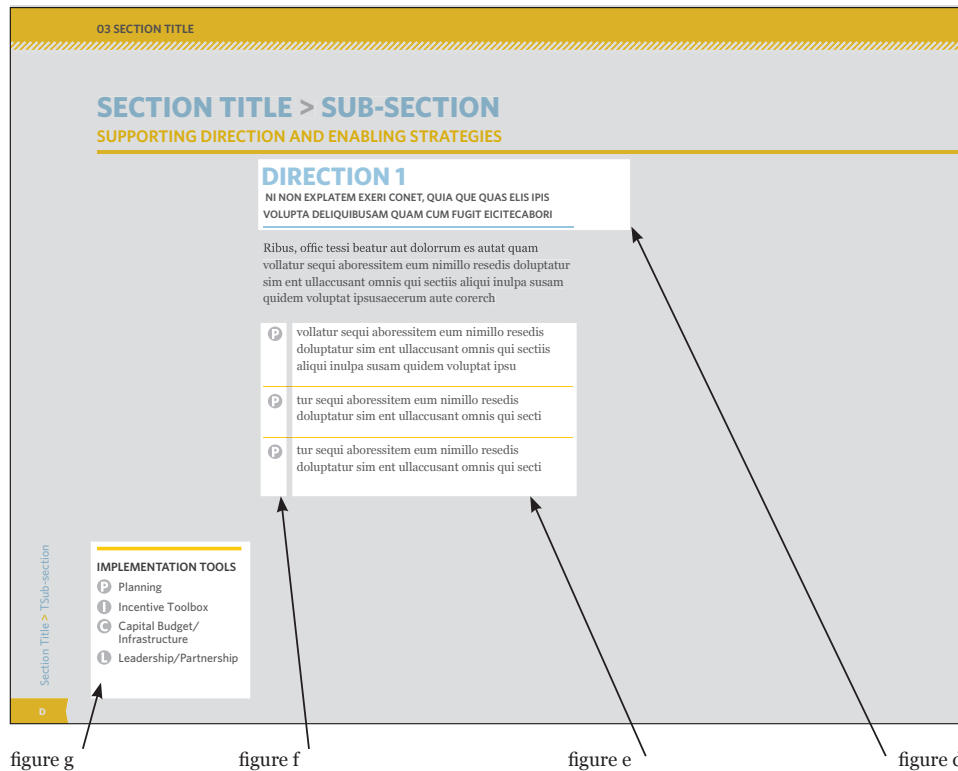 03 SECTION TITLE
SECTION TITLE > SUB-SECTION
SUPPORTING DIRECTION AND ENABLING STRATEGIES
DIRECTION 1
NI NON EXPLATEM EXERI CONET, QUIA QUE QUAS ELIS IPIS
VOLUPTA DELIQUIBUSAM QUAM CUM FUGIT EICITECABORI
Ribus, offic tessi beatur aut dolorrum es autat quam
vollatur sequi aboressitem eum nimillo resedis doluptatur
sim ent ullaccusant omnis qui sectiis aliqui inulpa susam
quidem voluptat ipsusaecerum aute corerch
P vollatur sequi aboressitem eum nimillo resedis
doluptatur sim ent ullaccusant omnis qui sectiis
aliqui inulpa susam quidem voluptat ipsu
P tur sequi aboressitem eum nimillo resedis
doluptatur sim ent ullaccusant omnis qui secti
P tur sequi aboressitem eum nimillo resedis
doluptatur sim ent ullaccusant omnis qui secti
IMPLEMENTATION TOOLS
P Planning
I Incentive Toolbox
C Capital Budget/
Infrastructure
L Leadership/Partnership
Section Title > TSub-section
D
figure g
figure f
figure e
figure d